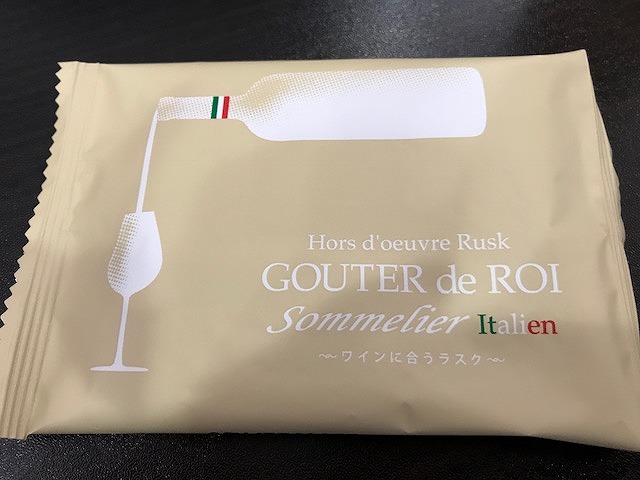 Hors d'oeuvre Rusk
GOUTER de ROI
Sommelier Italien
〜ワインに合うラスク〜